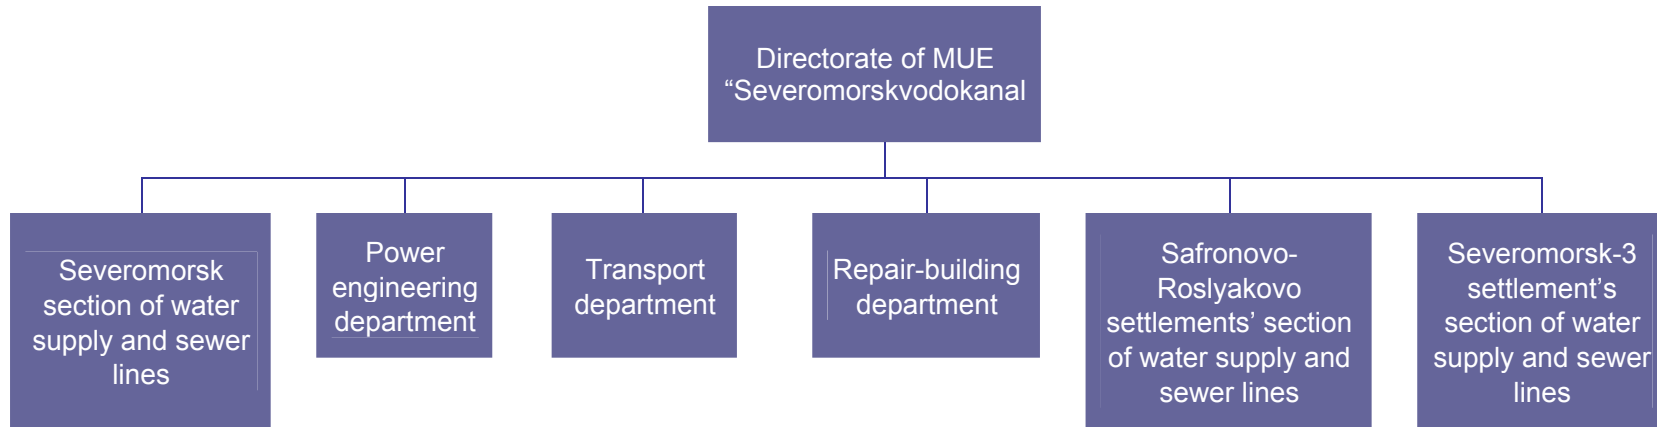 Directorate of MUE
“Severomorskvodokanal
Severomorsk
section of water
supply and sewer
lines
Power
engineering
department
Transport
department
Repair-building
department
Safronovo-
Roslyakovo
settlements’ section
of water supply and
sewer lines
Severomorsk-3
settlement’s
section of water
supply and sewer
lines